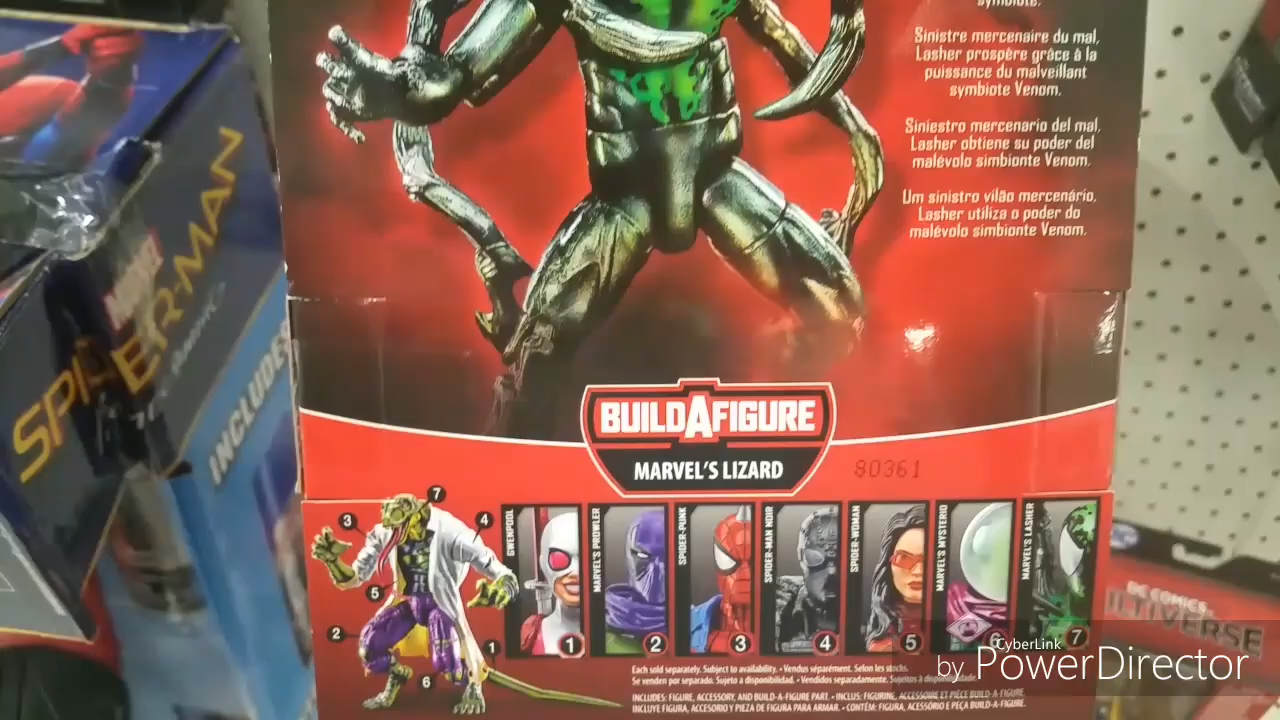 symbiote.
Sinistre mercenaire du mal,
Lasher prospère grâce à la
puissance du malveillant
symbiote Venom.
Siniestro mercenario del mal,
Lasher obtiene su poder del
malévolo simbionte Venom.
Um sinistro vilão mercenário,
Lasher utiliza o poder do
malévolo simbionte Venom.
MARVEL
SPIDER-MAN
INCLUDES
BUILDAFIGURE
MARVEL'S LIZARD
80361
7
3
4
5
2
1
6
GWENPOOL
1
MARVEL'S PROWLER
2
SPIDER-PUNK
3
SPIDER-MAN NOIR
4
SPIDER-WOMAN
5
MARVEL'S MYSTERIO
6
MARVEL'S LASHER
7
Each sold separately. Subject to availability. • Vendus séparément. Selon les stocks.
Se venden por separado. Sujeto a disponibilidad. • Vendidos separadamente. Sujeitos à disponibilidade.
INCLUDES: FIGURE, ACCESSORY, AND BUILD-A-FIGURE PART. • INCLUS: FIGURINE, ACCESSOIRE ET PIÈCE BUILD-A-FIGURE.
INCLUYE FIGURA, ACCESORIO Y PIEZA DE FIGURA PARA ARMAR. • CONTÉM: FIGURA, ACESSÓRIO E PEÇA BUILD-A-FIGURE.
DC COMICS
LTIVERSE
CyberLink
by PowerDirector